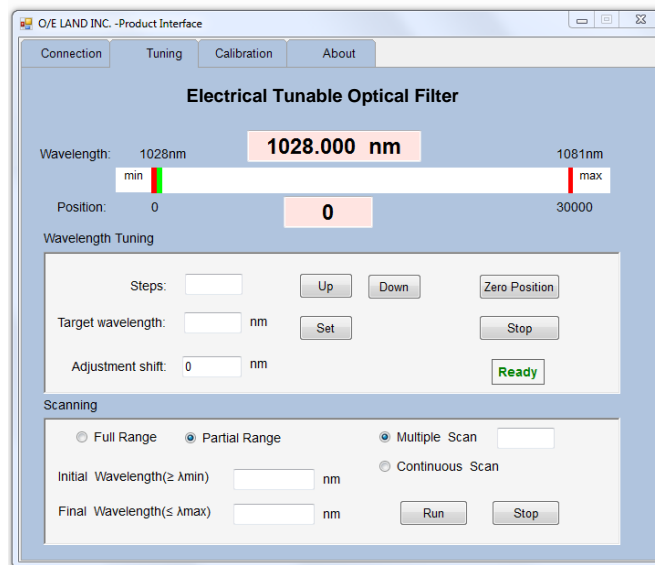 O/E LAND INC. -Product Interface
Connection Tuning Calibration About
Electrical Tunable Optical Filter
Wavelength: 1028nm 1028.000 nm 1081nm
min max
Position: 0 0 30000
Wavelength Tuning
Steps: Up Down Zero Position
Target wavelength: nm Set Stop
Adjustment shift: 0 nm Ready
Scanning
Full Range Partial Range Multiple Scan
Continuous Scan
Initial Wavelength(≥ λmin) nm
Final Wavelength(≤ λmax) nm Run Stop